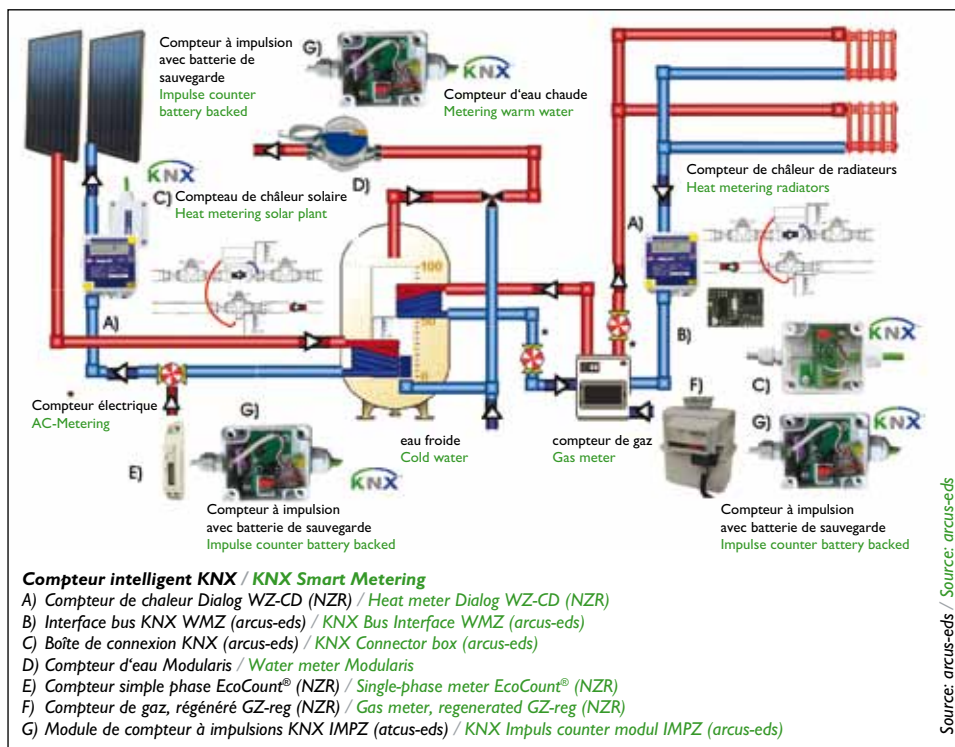 Compteur à impulsion
avec batterie de
sauvegarde
Impulse counter
battery backed
G)
KNX
Compteur d'eau chaude
Metering warm water
D)
KNX
C)
Compteau de châleur solaire
Heat metering solar plant
A)
Compteur de châleur de radiateurs
Heat metering radiators
A)
B)
100
50
0
*
*
*
Compteur électrique
AC-Metering
E)
G)
KNX
Compteur à impulsion
avec batterie de sauvegarde
Impulse counter battery backed
eau froide
Cold water
compteur de gaz
Gas meter
F)
C)
KNX
G)
KNX
Compteur à impulsion
avec batterie de sauvegarde
Impulse counter battery backed
Compteur intelligent KNX / KNX Smart Metering
A) Compteur de chaleur Dialog WZ-CD (NZR) / Heat meter Dialog WZ-CD (NZR)
B) Interface bus KNX WMZ (arcus-eds) / KNX Bus Interface WMZ (arcus-eds)
C) Boîte de connexion KNX (arcus-eds) / KNX Connector box (arcus-eds)
D) Compteur d'eau Modularis / Water meter Modularis
E) Compteur simple phase EcoCount® (NZR) / Single-phase meter EcoCount® (NZR)
F) Compteur de gaz, régénéré GZ-reg (NZR) / Gas meter, regenerated GZ-reg (NZR)
G) Module de compteur à impulsions KNX IMPZ (atcus-eds) / KNX Impuls counter modul IMPZ (arcus-eds)
Source: arcus-eds / Source: arcus-eds